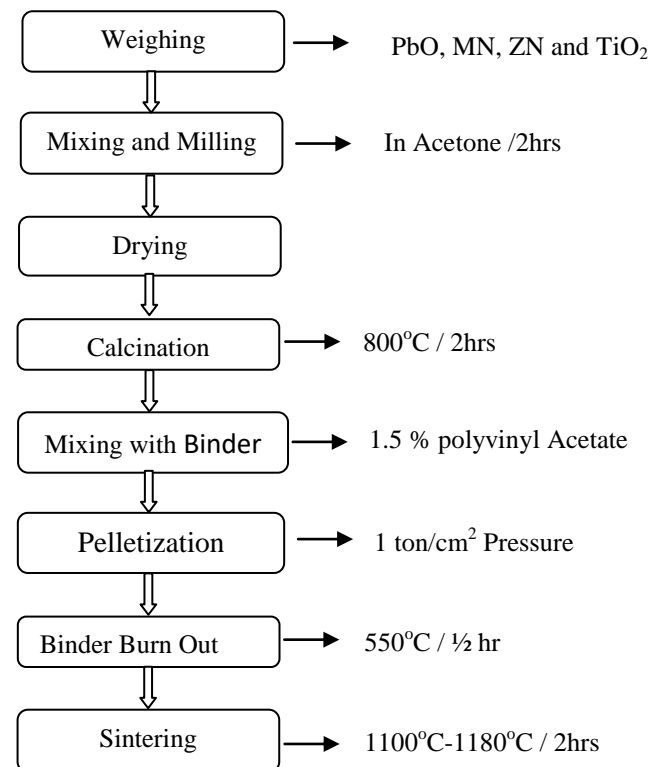 Weighing PbO, MN, ZN and TiO₂
Mixing and Milling In Acetone /2hrs
Drying
Calcination 800°C / 2hrs
Mixing with Binder 1.5 % polyvinyl Acetate
Pelletization 1 ton/cm² Pressure
Binder Burn Out 550°C / ½ hr
Sintering 1100°C-1180°C / 2hrs